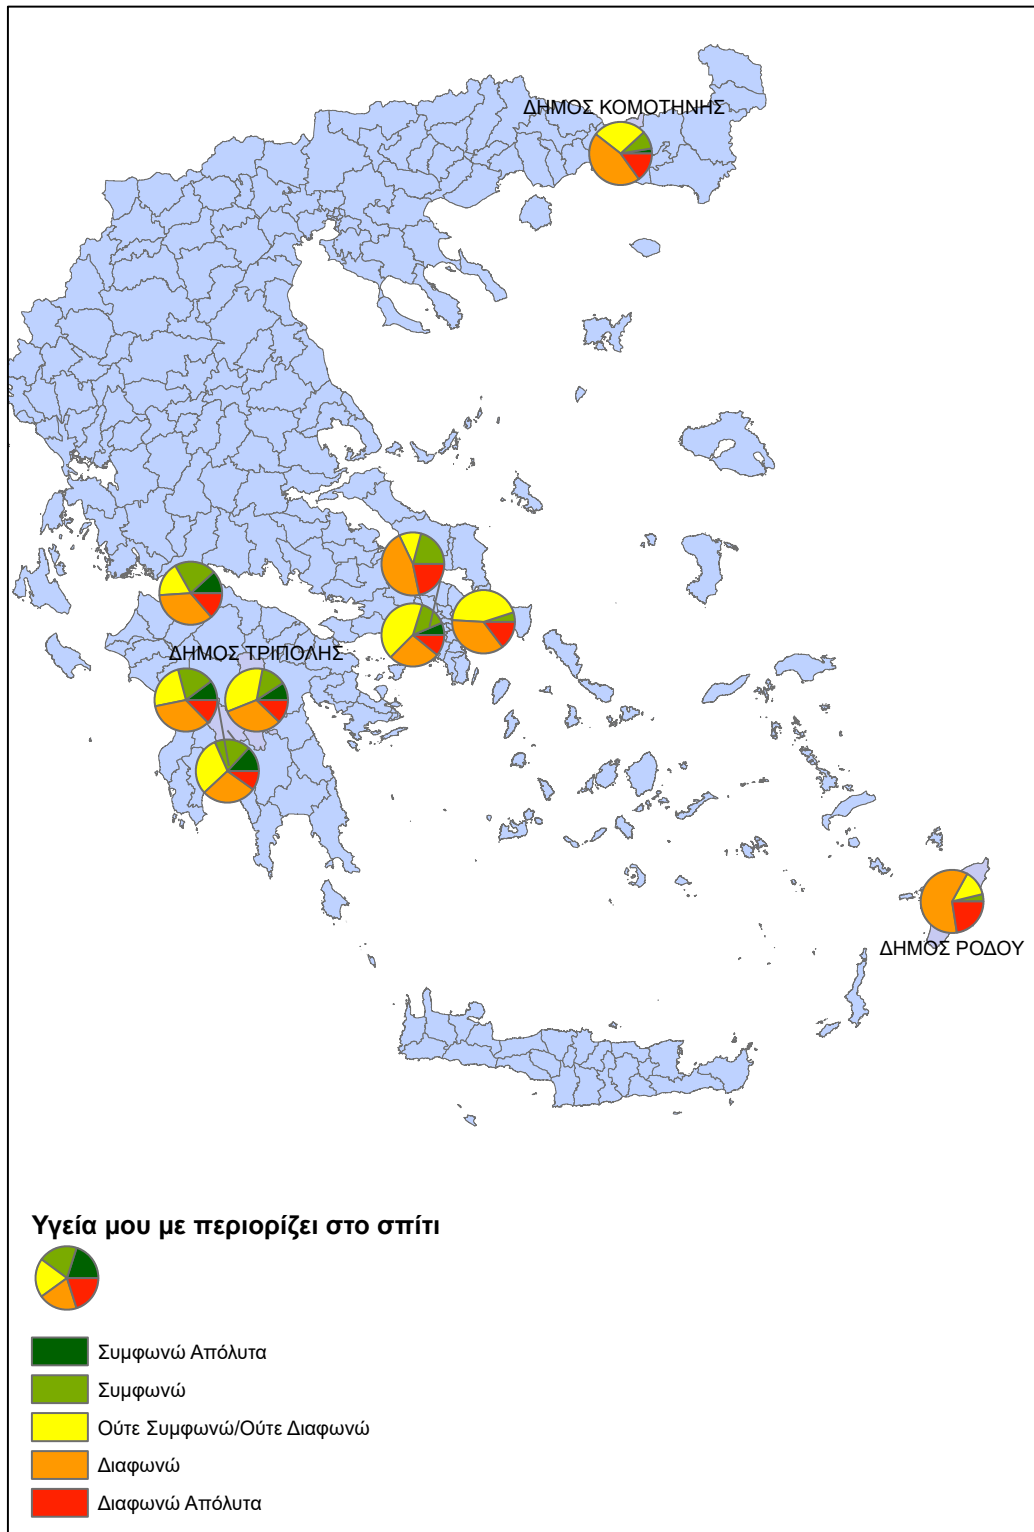 ΔΗΜΟΣ ΚΟΜΟΤΗΝΗΣ
ΔΗΜΟΣ ΤΡΙΠΟΛΗΣ
ΔΗΜΟΣ ΡΟΔΟΥ
Υγεία μου με περιορίζει στο σπίτι
Συμφωνώ Απόλυτα
Συμφωνώ
Ούτε Συμφωνώ/Ούτε Διαφωνώ
Διαφωνώ
Διαφωνώ Απόλυτα